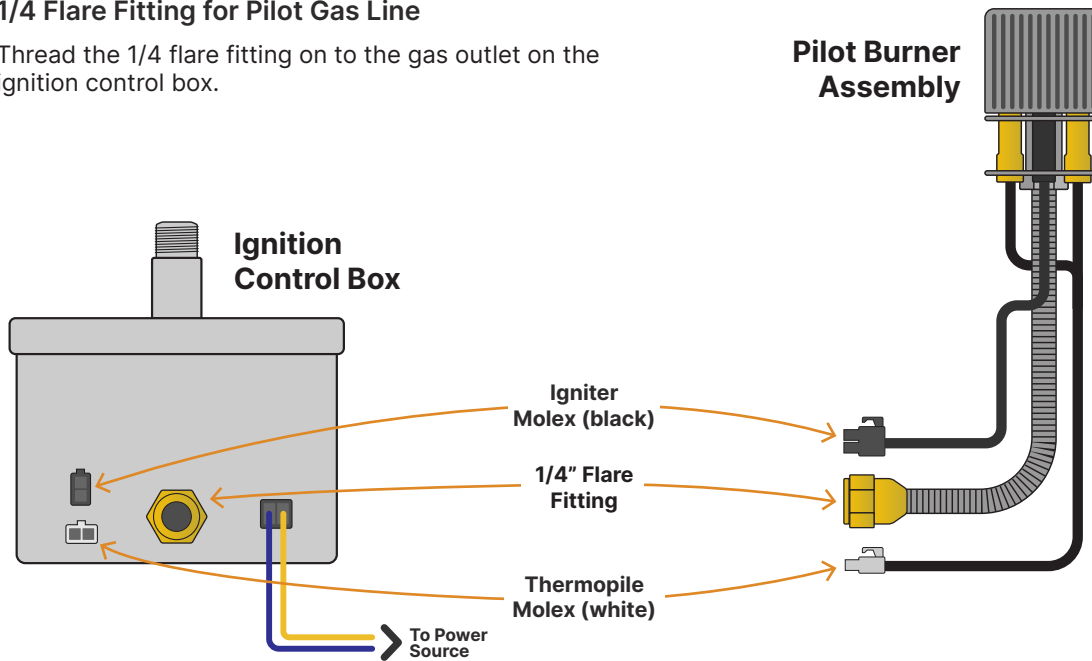 1/4 Flare Fitting for Pilot Gas Line
Thread the 1/4 flare fitting on to the gas outlet on the
ignition control box.
Pilot Burner
Assembly
Ignition
Control Box
Igniter
Molex (black)
1/4” Flare
Fitting
Thermopile
Molex (white)
To Power
Source